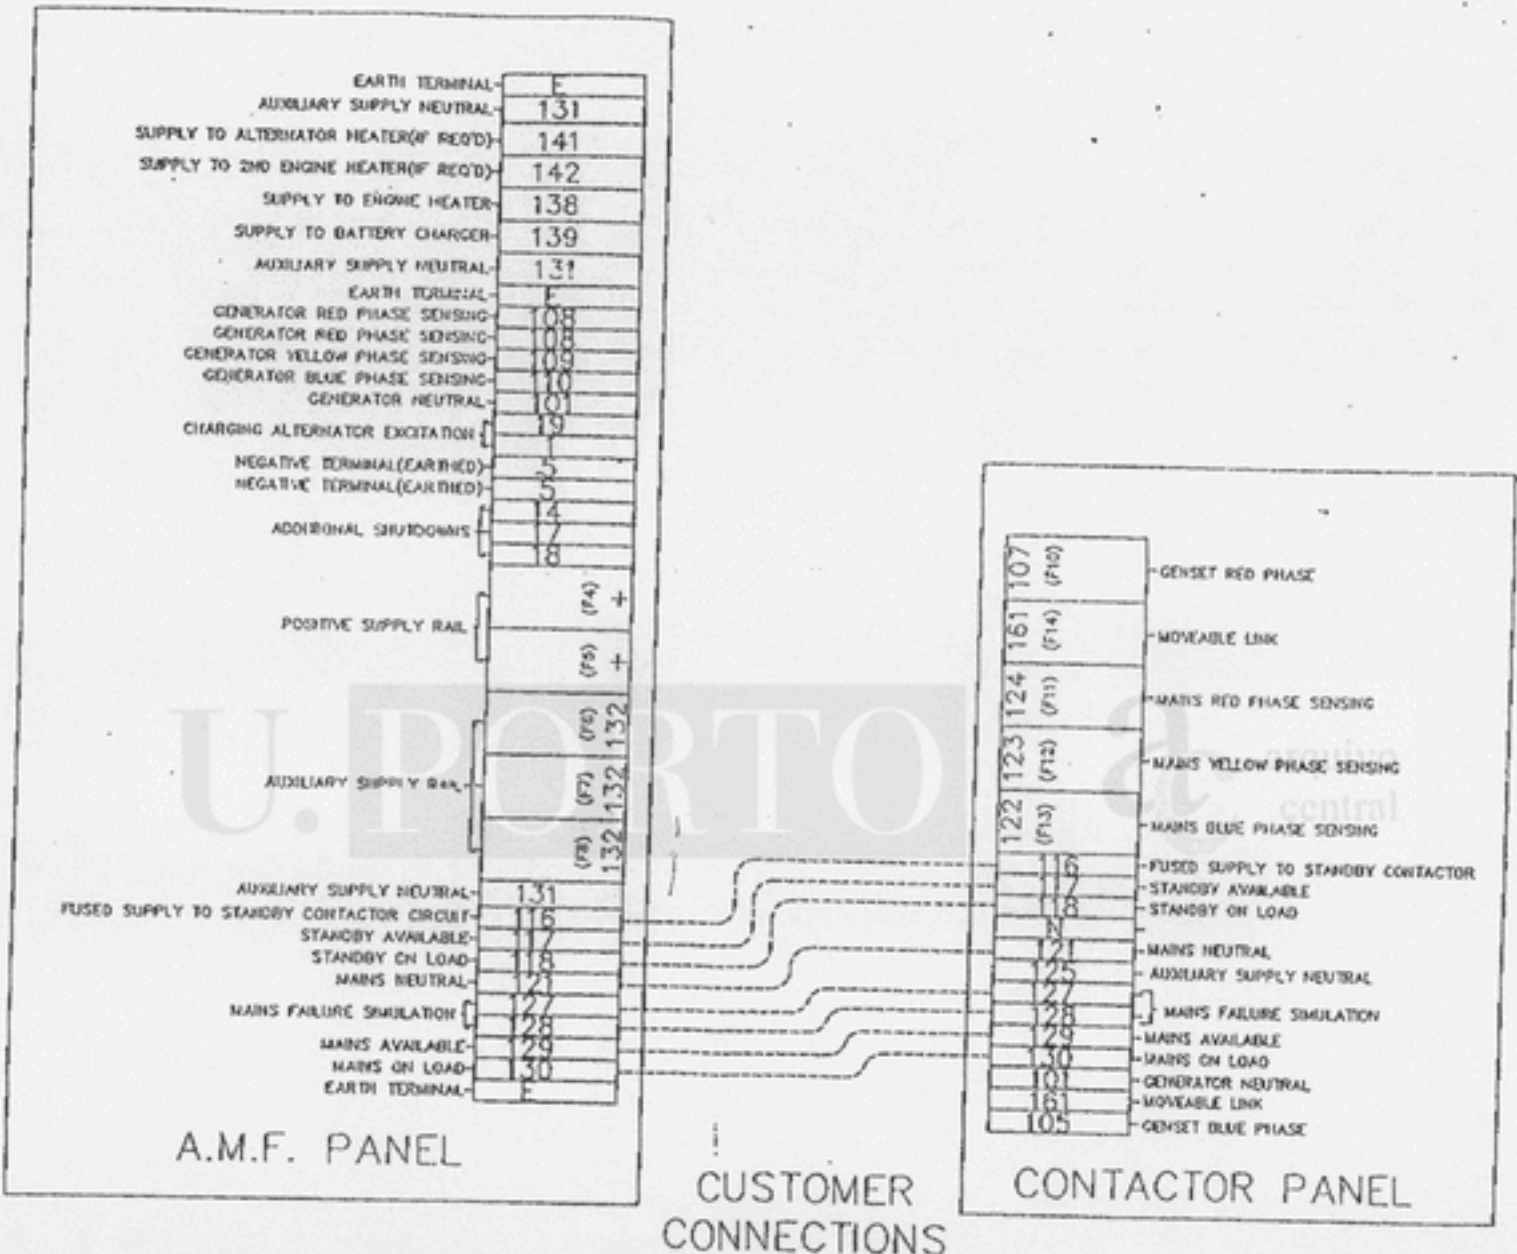 EARTH TERMINAL E
AUXILIARY SUPPLY NEUTRAL 131
SUPPLY TO ALTERNATOR HEATER(IF REQ'D) 141
SUPPLY TO 2ND ENGINE HEATER(IF REQ'D) 142
SUPPLY TO ENGINE HEATER 138
SUPPLY TO BATTERY CHARGER 139
AUXILIARY SUPPLY NEUTRAL 131
EARTH TERMINAL E
GENERATOR RED PHASE SENSING 108
GENERATOR RED PHASE SENSING 108
GENERATOR YELLOW PHASE SENSING 109
GENERATOR BLUE PHASE SENSING 110
GENERATOR NEUTRAL 101
CHARGING ALTERNATOR EXCITATION 19
1
NEGATIVE TERMINAL(EARTHED) 5
NEGATIVE TERMINAL(EARTHED) 5
ADDITIONAL SHUTDOWNS 14
17
18
POSITIVE SUPPLY RAIL (F4) +
(F5) +
AUXILIARY SUPPLY RAIL (F6) 132
(F7) 132
(F8) 132
AUXILIARY SUPPLY NEUTRAL 131
FUSED SUPPLY TO STANDBY CONTACTOR CIRCUIT 116
STANDBY AVAILABLE 117
STANDBY ON LOAD 118
MAINS NEUTRAL 121
MAINS FAILURE SIMULATION 127
128
MAINS AVAILABLE 129
MAINS ON LOAD 130
EARTH TERMINAL E
A.M.F. PANEL
CUSTOMER
CONNECTIONS
107 (F10) GENSET RED PHASE
161 (F14) MOVEABLE LINK
124 (F11) MAINS RED PHASE SENSING
123 (F12) MAINS YELLOW PHASE SENSING
122 (F13) MAINS BLUE PHASE SENSING
116 FUSED SUPPLY TO STANDBY CONTACTOR
117 STANDBY AVAILABLE
118 STANDBY ON LOAD
121 MAINS NEUTRAL
125 AUXILIARY SUPPLY NEUTRAL
127 MAINS FAILURE SIMULATION
128
129 MAINS AVAILABLE
130 MAINS ON LOAD
101 GENERATOR NEUTRAL
161 MOVEABLE LINK
105 GENSET BLUE PHASE
CONTACTOR PANEL
U. PORTO
a
arquivo
central